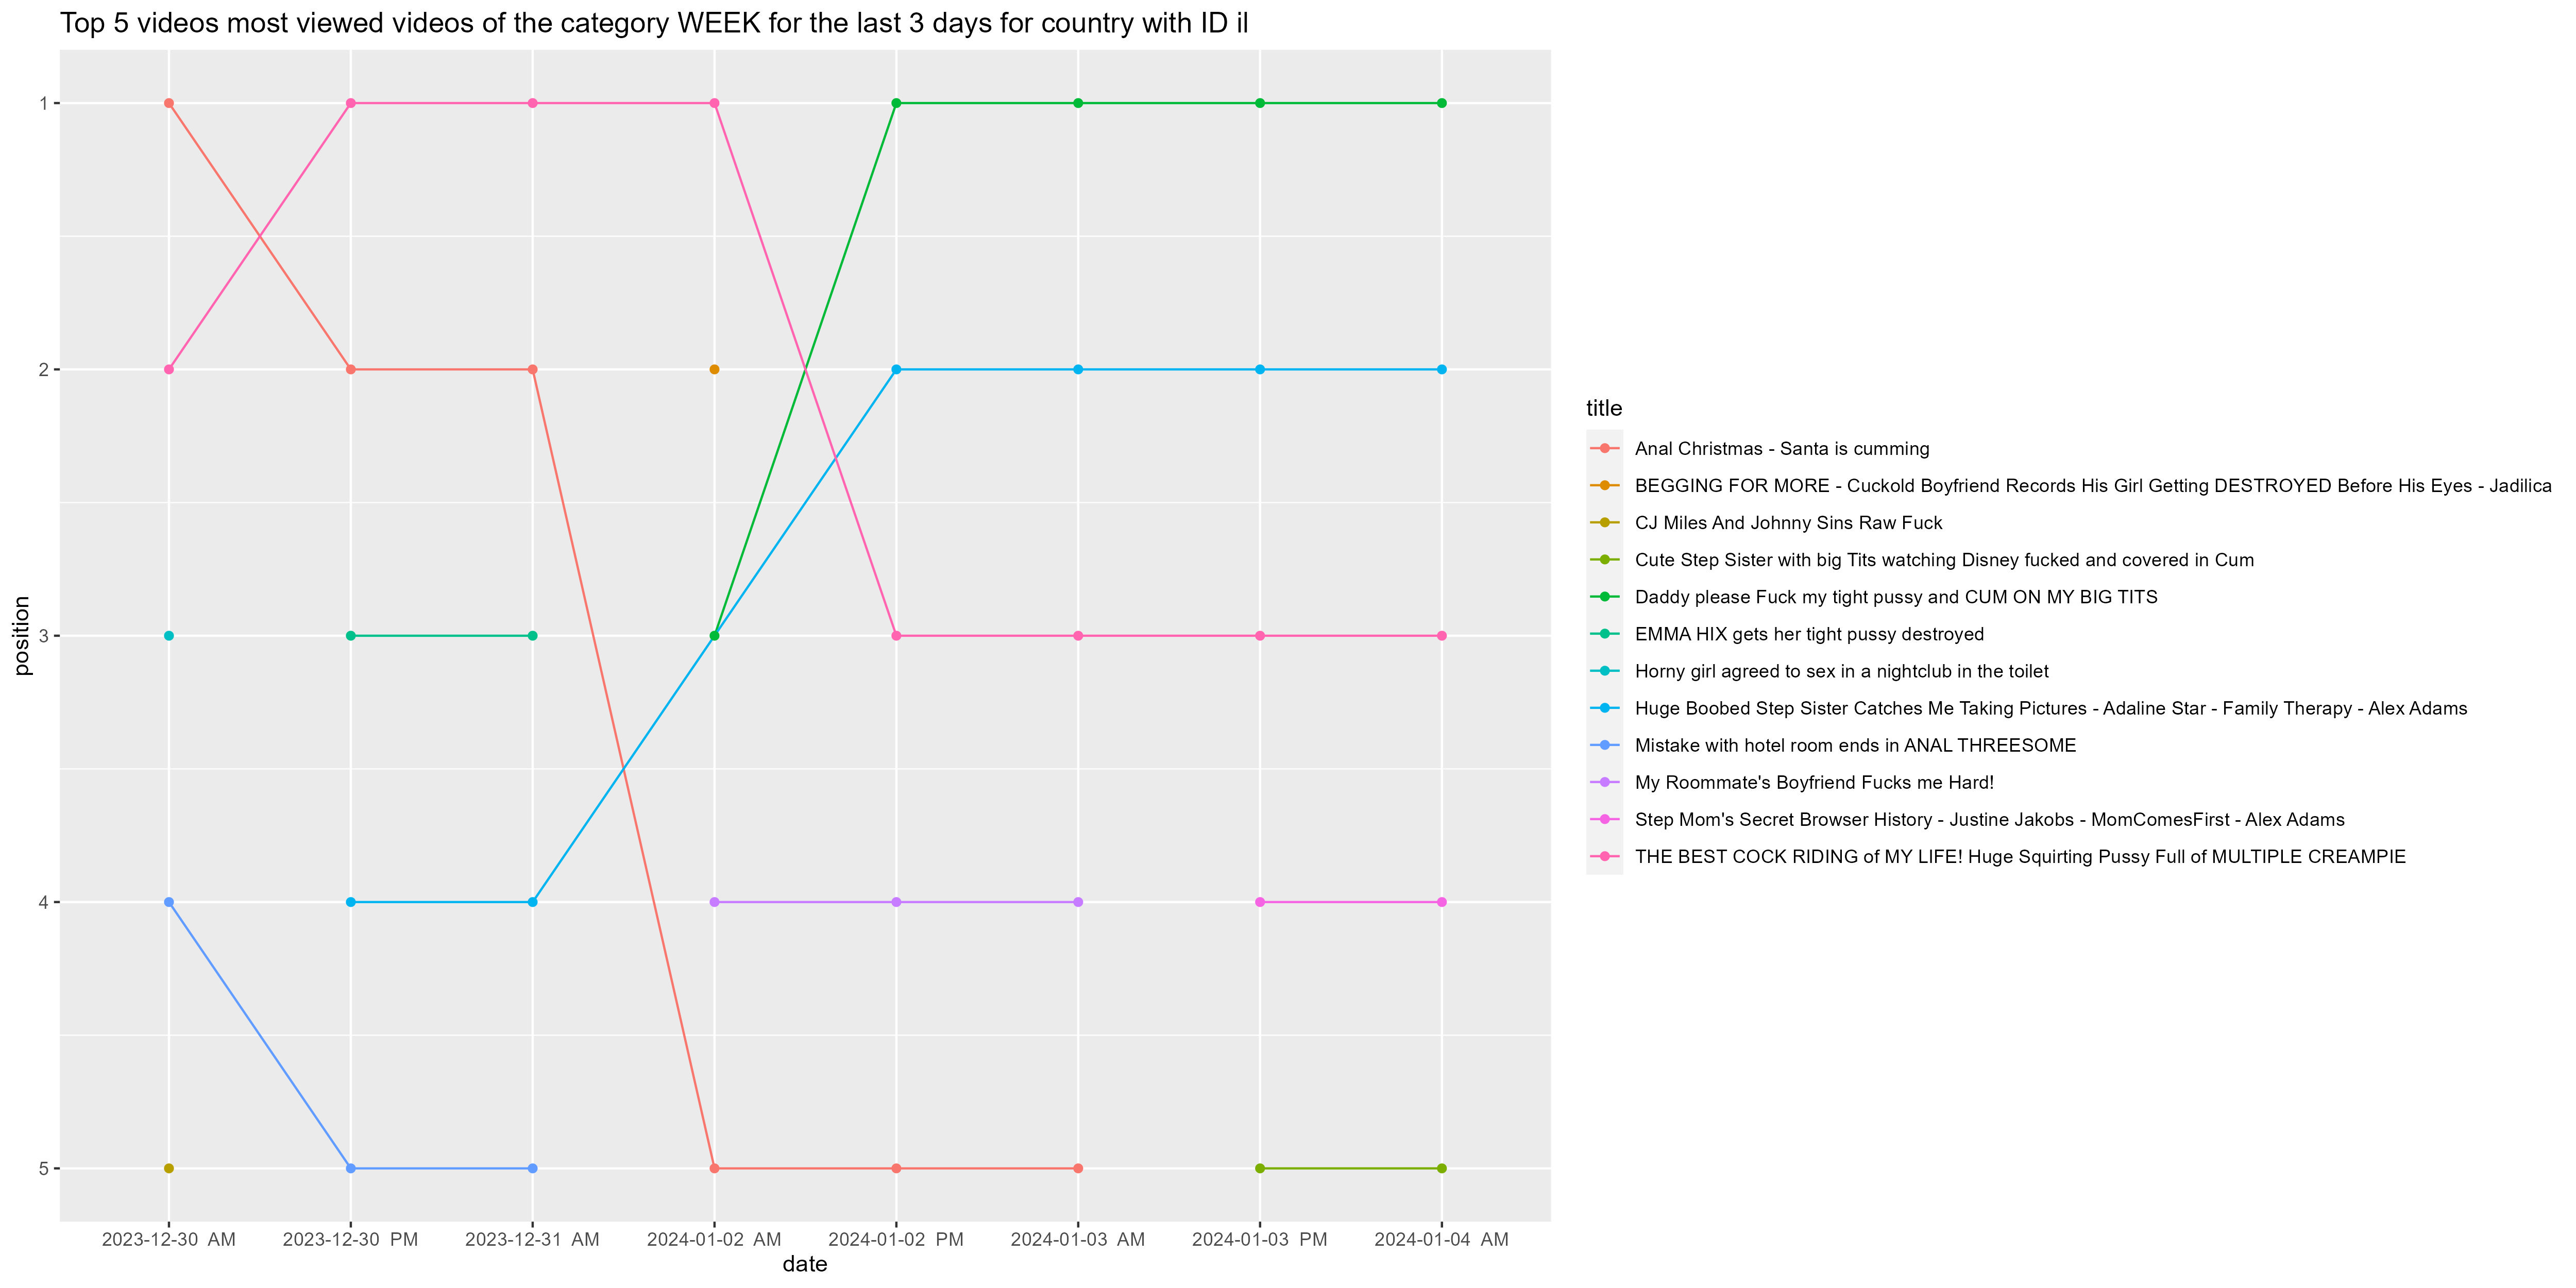 Top 5 videos most viewed videos of the category WEEK for the last 3 days for country with ID il
position
1
2
3
4
5
2023-12-30 AM
2023-12-30 PM
2023-12-31 AM
2024-01-02 AM
2024-01-02 PM
2024-01-03 AM
2024-01-03 PM
2024-01-04 AM
date
title
Anal Christmas - Santa is cumming
BEGGING FOR MORE - Cuckold Boyfriend Records His Girl Getting DESTROYED Before His Eyes - Jadilica
CJ Miles And Johnny Sins Raw Fuck
Cute Step Sister with big Tits watching Disney fucked and covered in Cum
Daddy please Fuck my tight pussy and CUM ON MY BIG TITS
EMMA HIX gets her tight pussy destroyed
Horny girl agreed to sex in a nightclub in the toilet
Huge Boobed Step Sister Catches Me Taking Pictures - Adaline Star - Family Therapy - Alex Adams
Mistake with hotel room ends in ANAL THREESOME
My Roommate's Boyfriend Fucks me Hard!
Step Mom's Secret Browser History - Justine Jakobs - MomComesFirst - Alex Adams
THE BEST COCK RIDING of MY LIFE! Huge Squirting Pussy Full of MULTIPLE CREAMPIE